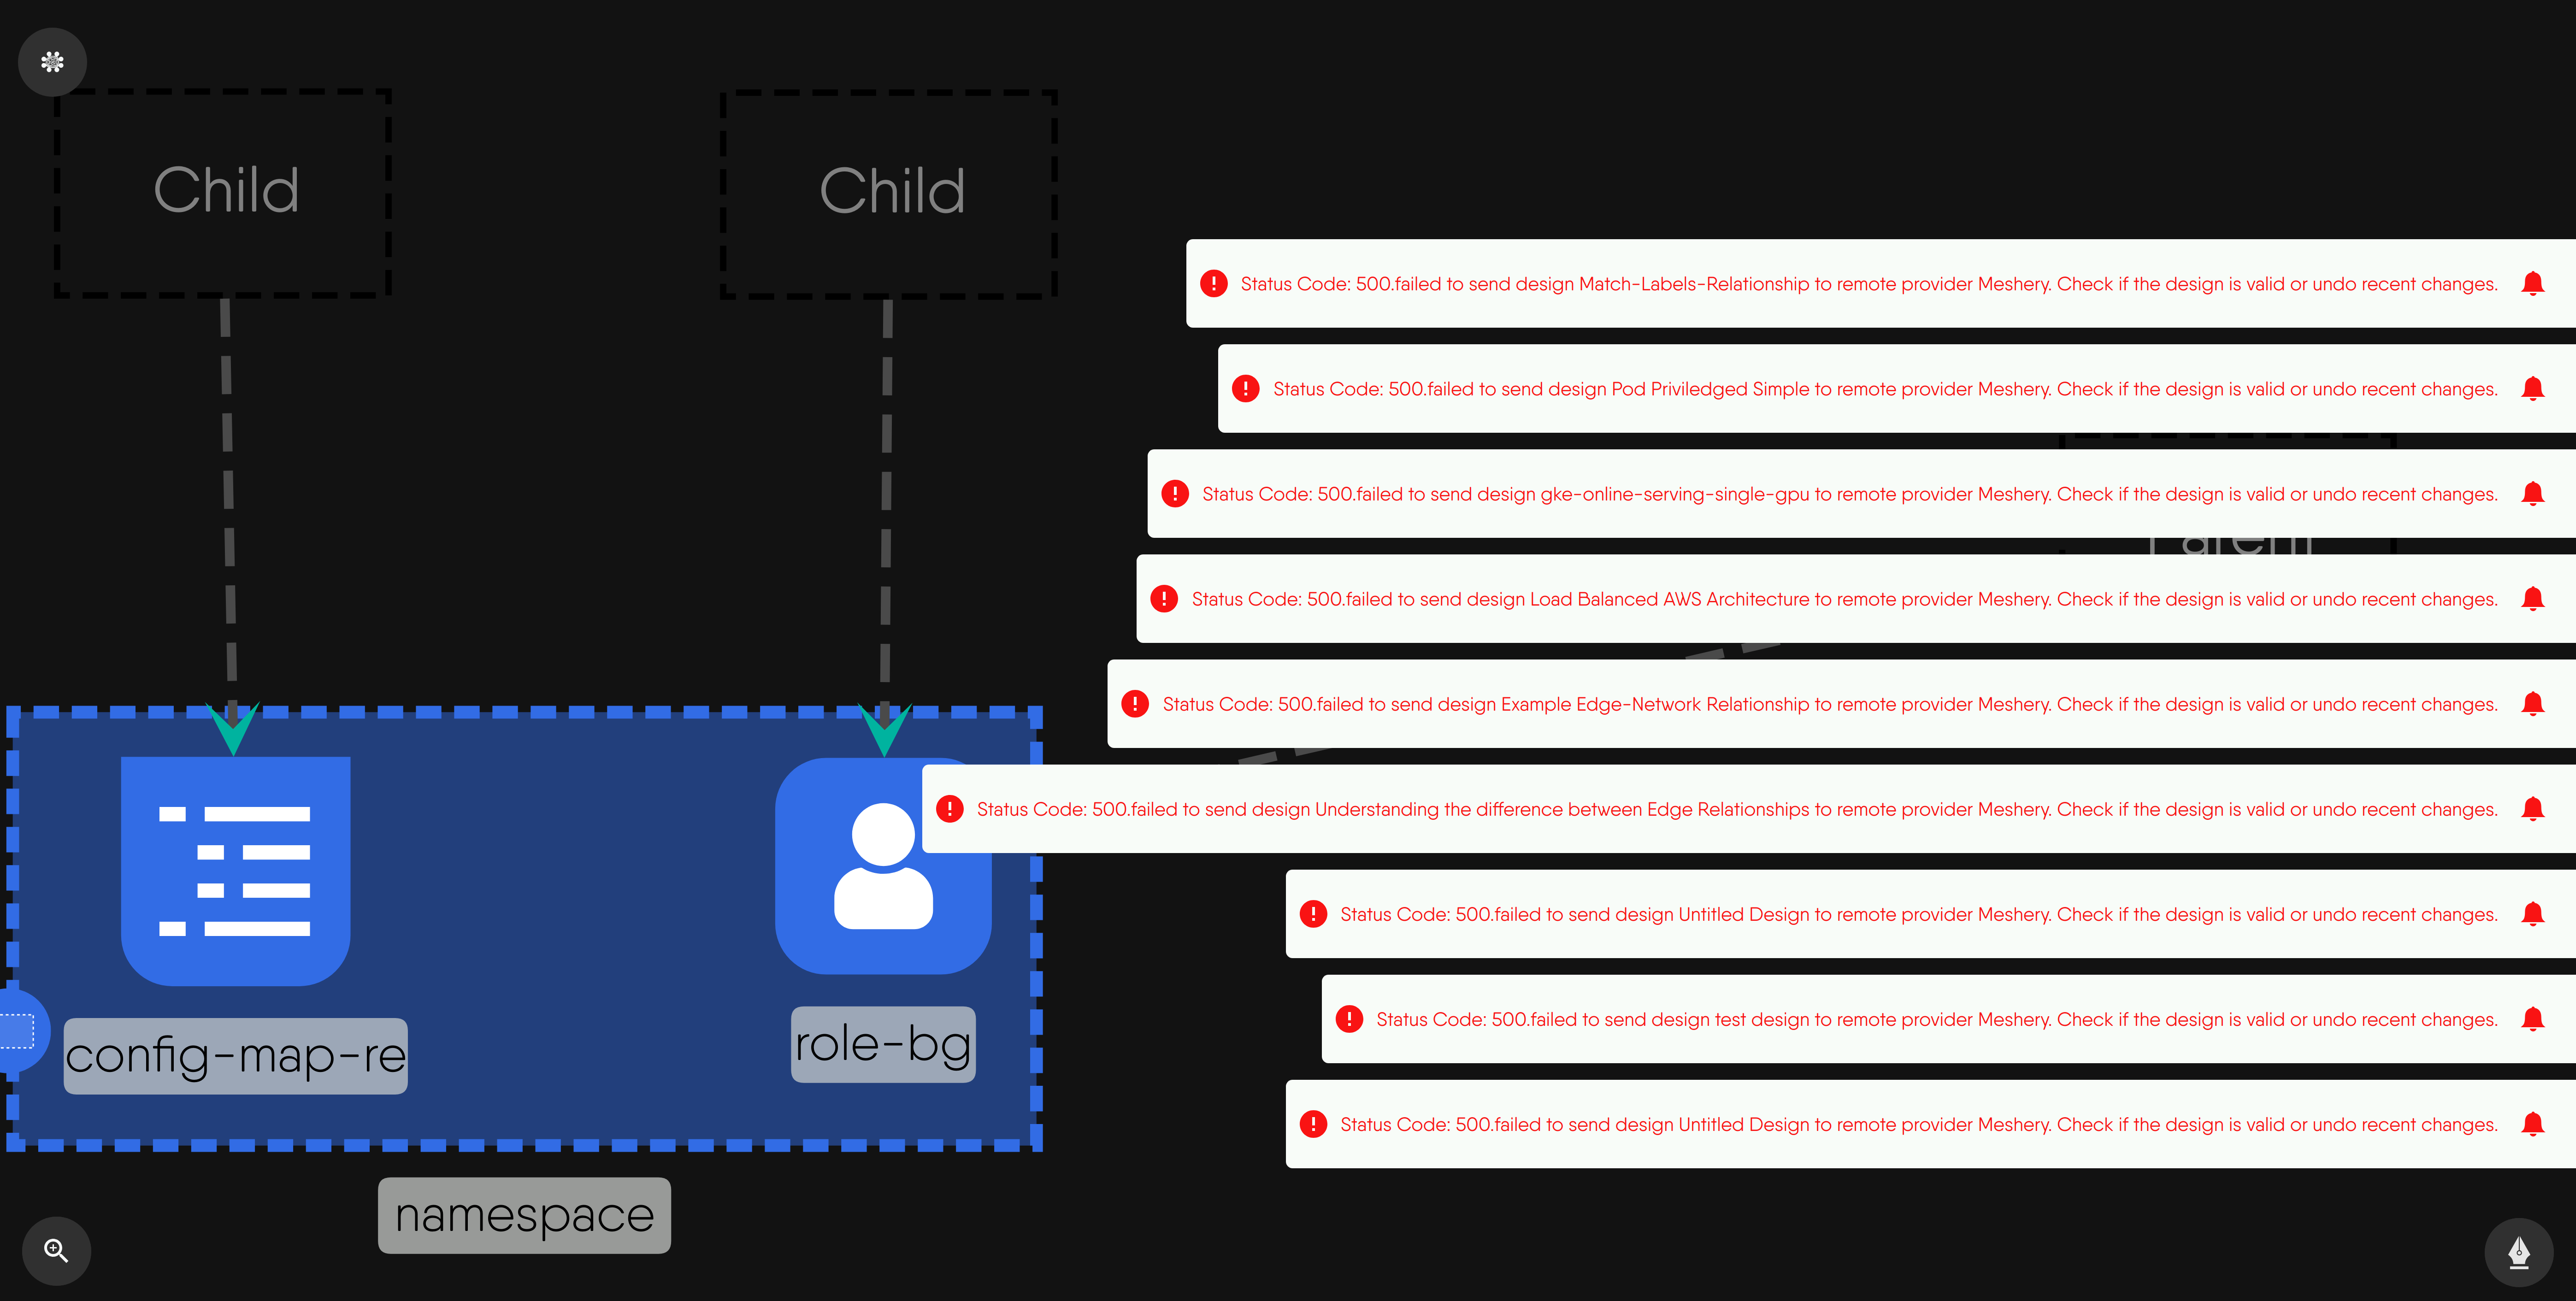 Child
Child
Status Code: 500.failed to send design Match-Labels-Relationship to remote provider Meshery. Check if the design is valid or undo recent changes.
Status Code: 500.failed to send design Pod Priviledged Simple to remote provider Meshery. Check if the design is valid or undo recent changes.
Status Code: 500.failed to send design gke-online-serving-single-gpu to remote provider Meshery. Check if the design is valid or undo recent changes.
Parent
Status Code: 500.failed to send design Load Balanced AWS Architecture to remote provider Meshery. Check if the design is valid or undo recent changes.
Status Code: 500.failed to send design Example Edge-Network Relationship to remote provider Meshery. Check if the design is valid or undo recent changes.
Status Code: 500.failed to send design Understanding the difference between Edge Relationships to remote provider Meshery. Check if the design is valid or undo recent changes.
Status Code: 500.failed to send design Untitled Design to remote provider Meshery. Check if the design is valid or undo recent changes.
Status Code: 500.failed to send design test design to remote provider Meshery. Check if the design is valid or undo recent changes.
Status Code: 500.failed to send design Untitled Design to remote provider Meshery. Check if the design is valid or undo recent changes.
config-map-re
role-bg
namespace